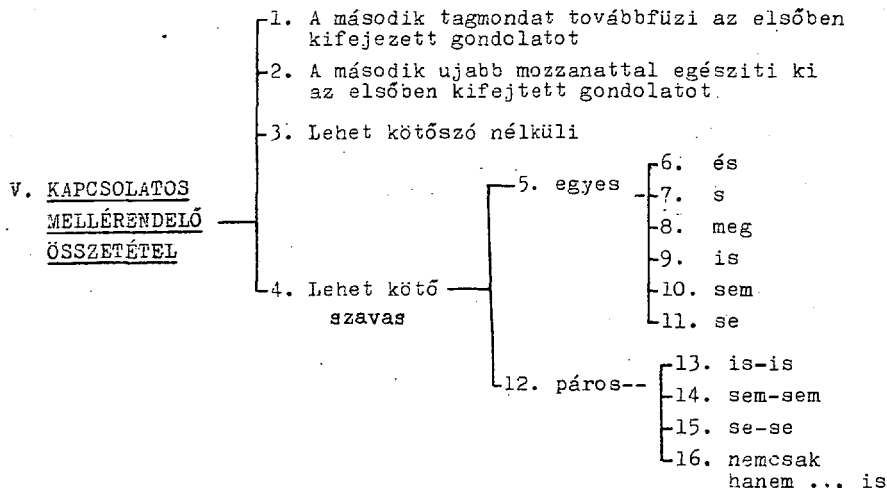 1. A második tagmondat továbbfüzi az elsőben
kifejezett gondolatot
2. A második ujabb mozzanattal egésziti ki
az elsőben kifejtett gondolatot.
3. Lehet kötőszó nélküli
V. KAPCSOLATOS
MELLÉRENDELŐ
ÖSSZETÉTEL
4. Lehet kötő
szavas
5. egyes
6. és
7. s
8. meg
9. is
10. sem
11. se
12. páros--
13. is-is
14. sem-sem
15. se-se
16. nemcsak
hanem ... is